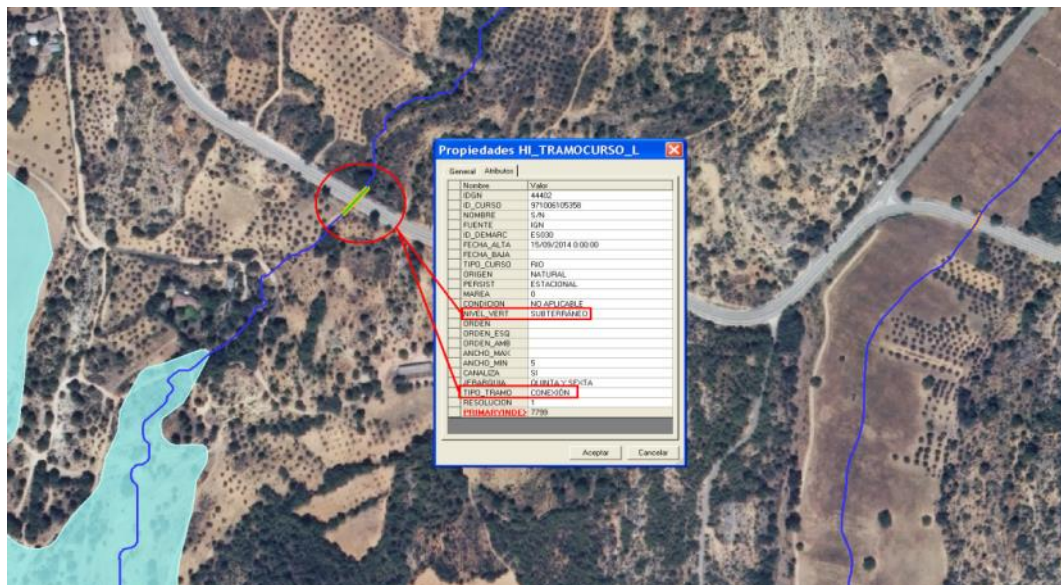 Propiedades HI_TRAMOCURSO_L
General Atributos
Nombre Valor
IDGN 44402
ID_CURSO 971006105358
NOMBRE S/N
FUENTE IGN
ID_DEMARC ES030
FECHA_ALTA 15/09/2014 0:00:00
FECHA_BAJA
TIPO_CURSO RIO
ORIGEN NATURAL
PERSIST ESTACIONAL
MAREA 0
CONDICION NO APLICABLE
NIVEL_VERT SUBTERRÁNEO
ORDEN
ORDEN_ESQ
ORDEN_AMB
ANCHO_MAX
ANCHO_MIN 5
CANALIZA SI
JERARQUIA QUINTA Y SEXTA
TIPO_TRAMO CONEXIÓN
RESOLUCION 1
PRIMARYINDEX 7799
Aceptar Cancelar